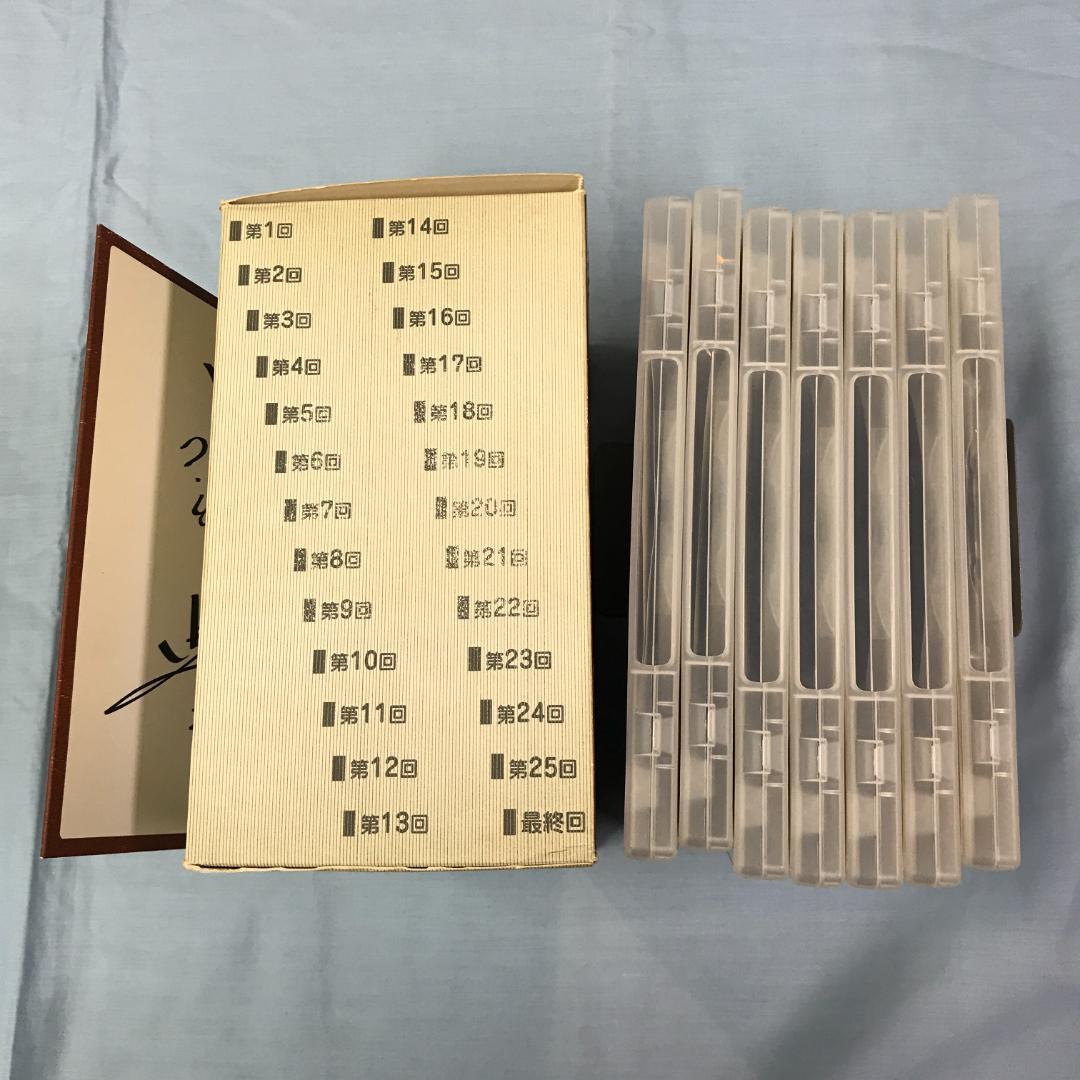 第1回
第2回
第3回
第4回
第5回
第6回
第7回
第8回
第9回
第10回
第11回
第12回
第13回
第14回
第15回
第16回
第17回
第18回
第19回
第20回
第21回
第22回
第23回
第24回
第25回
最終回